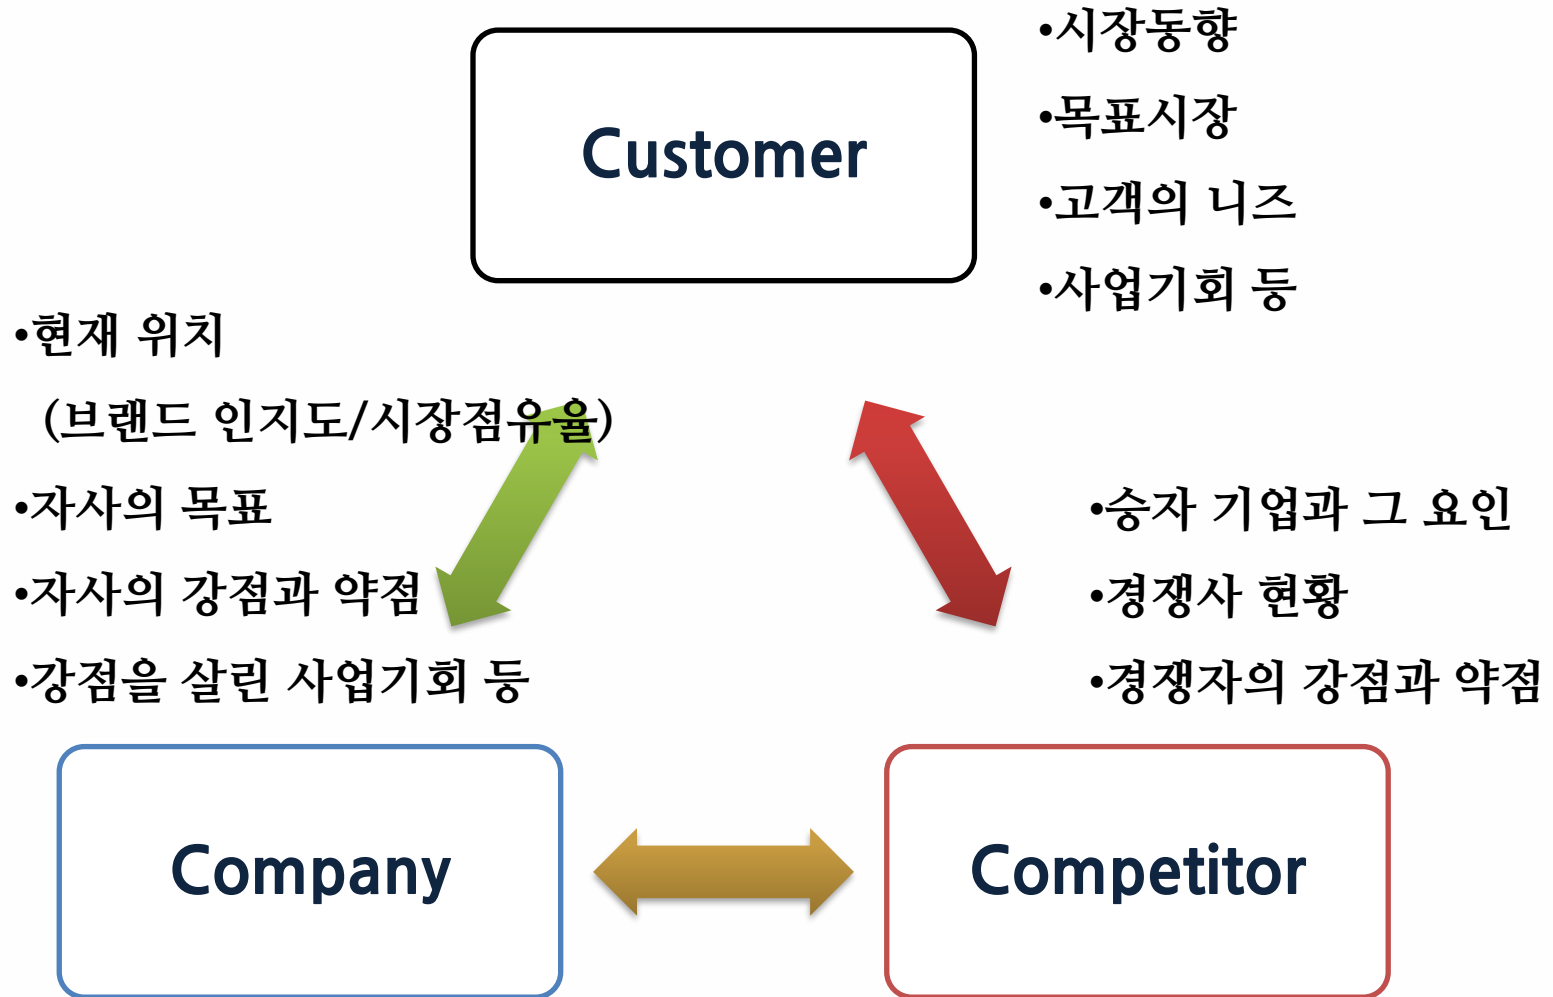 Customer
•시장동향
•목표시장
•고객의 니즈
•사업기회 등
•현재 위치
(브랜드 인지도/시장점유율)
•자사의 목표
•자사의 강점과 약점
•강점을 살린 사업기회 등
•승자 기업과 그 요인
•경쟁사 현황
•경쟁자의 강점과 약점
Company
Competitor